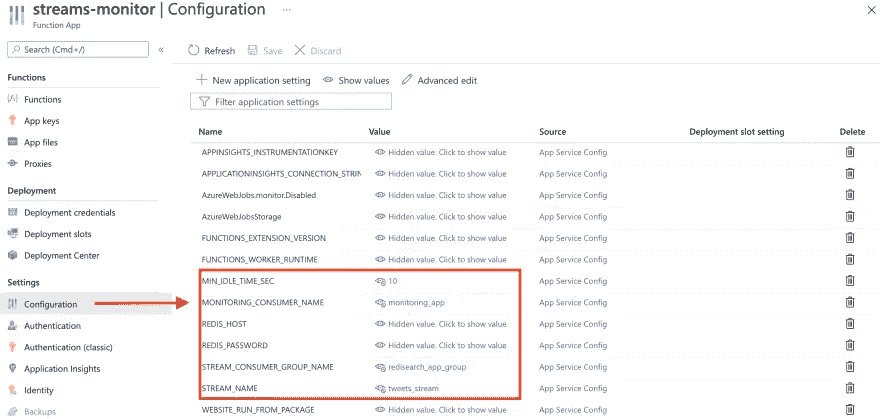 streams-monitor | Configuration ...
Function App
Search (Cmd+/)
Refresh Save Discard
Functions
Functions
App keys
App files
Proxies
Deployment
Deployment credentials
Deployment slots
Deployment Center
Settings
Configuration
Authentication
Authentication (classic)
Application Insights
Identity
Backups
New application setting Show values Advanced edit
Filter application settings
Name Value Source Deployment slot setting Delete
APPINSIGHTS_INSTRUMENTATIONKEY Hidden value. Click to show value App Service Config
APPLICATIONINSIGHTS_CONNECTION_STRIN Hidden value. Click to show value App Service Config
AzureWebJobs.monitor.Disabled Hidden value. Click to show value App Service Config
AzureWebJobsStorage Hidden value. Click to show value App Service Config
FUNCTIONS_EXTENSION_VERSION Hidden value. Click to show value App Service Config
FUNCTIONS_WORKER_RUNTIME Hidden value. Click to show value App Service Config
MIN_IDLE_TIME_SEC 10 App Service Config
MONITORING_CONSUMER_NAME monitoring_app App Service Config
REDIS_HOST Hidden value. Click to show value App Service Config
REDIS_PASSWORD Hidden value. Click to show value App Service Config
STREAM_CONSUMER_GROUP_NAME redisearch_app_group App Service Config
STREAM_NAME tweets_stream App Service Config
WEBSITE_RUN_FROM_PACKAGE Hidden value. Click to show value App Service Config